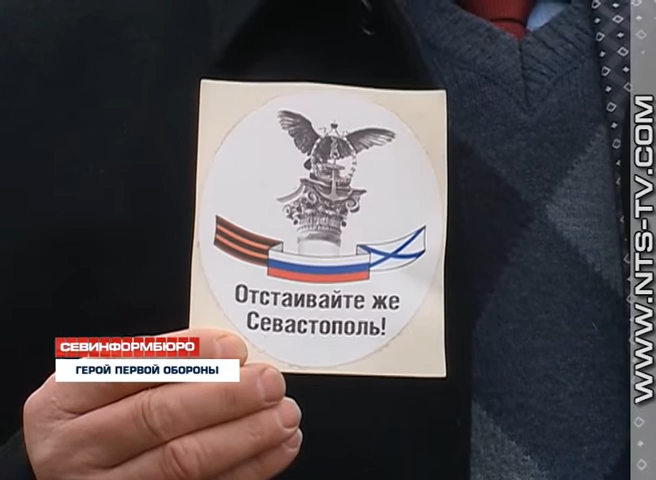 Отстаивайте же
Севастополь!
СЕВИНФОРМБЮРО
ГЕРОЙ ПЕРВОЙ ОБОРОНЫ
WWW.NTS-TV.COM